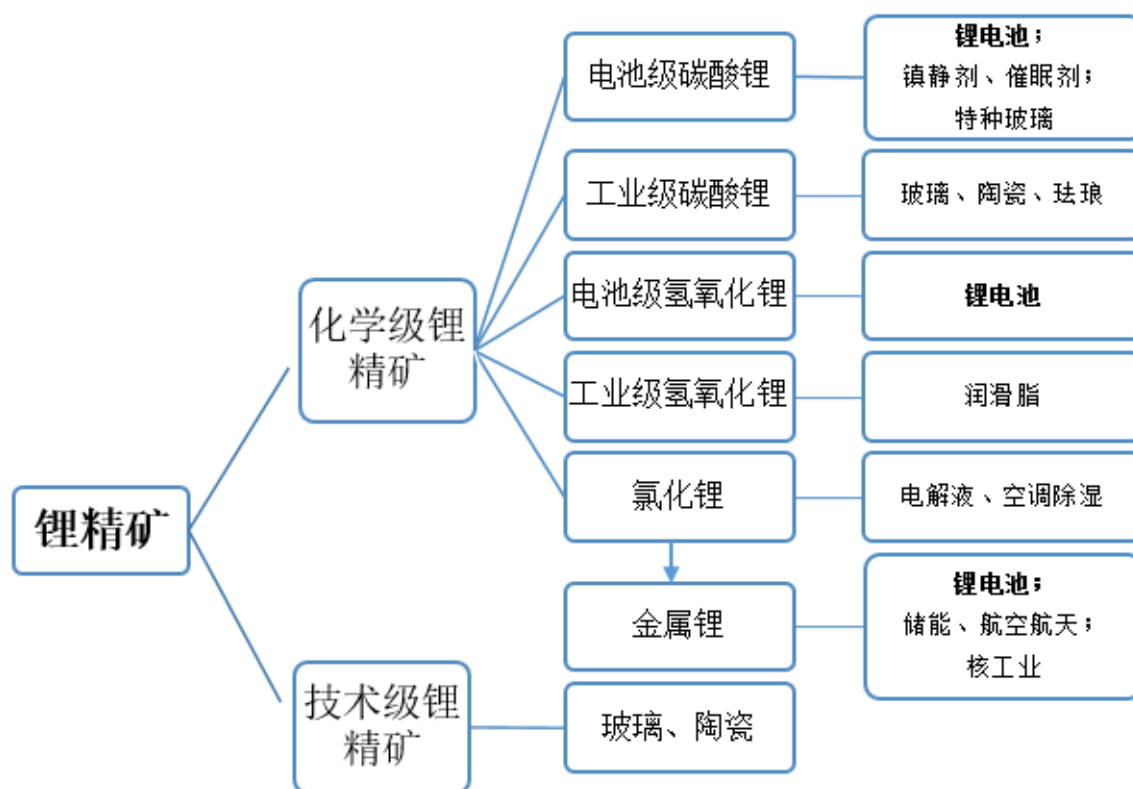 锂精矿
化学级锂
精矿
电池级碳酸锂
锂电池；
镇静剂、催眠剂；
特种玻璃
工业级碳酸锂
玻璃、陶瓷、珐琅
电池级氢氧化锂
锂电池
工业级氢氧化锂
润滑脂
氯化锂
电解液、空调除湿
金属锂
锂电池；
储能、航空航天；
核工业
技术级锂
精矿
玻璃、陶瓷